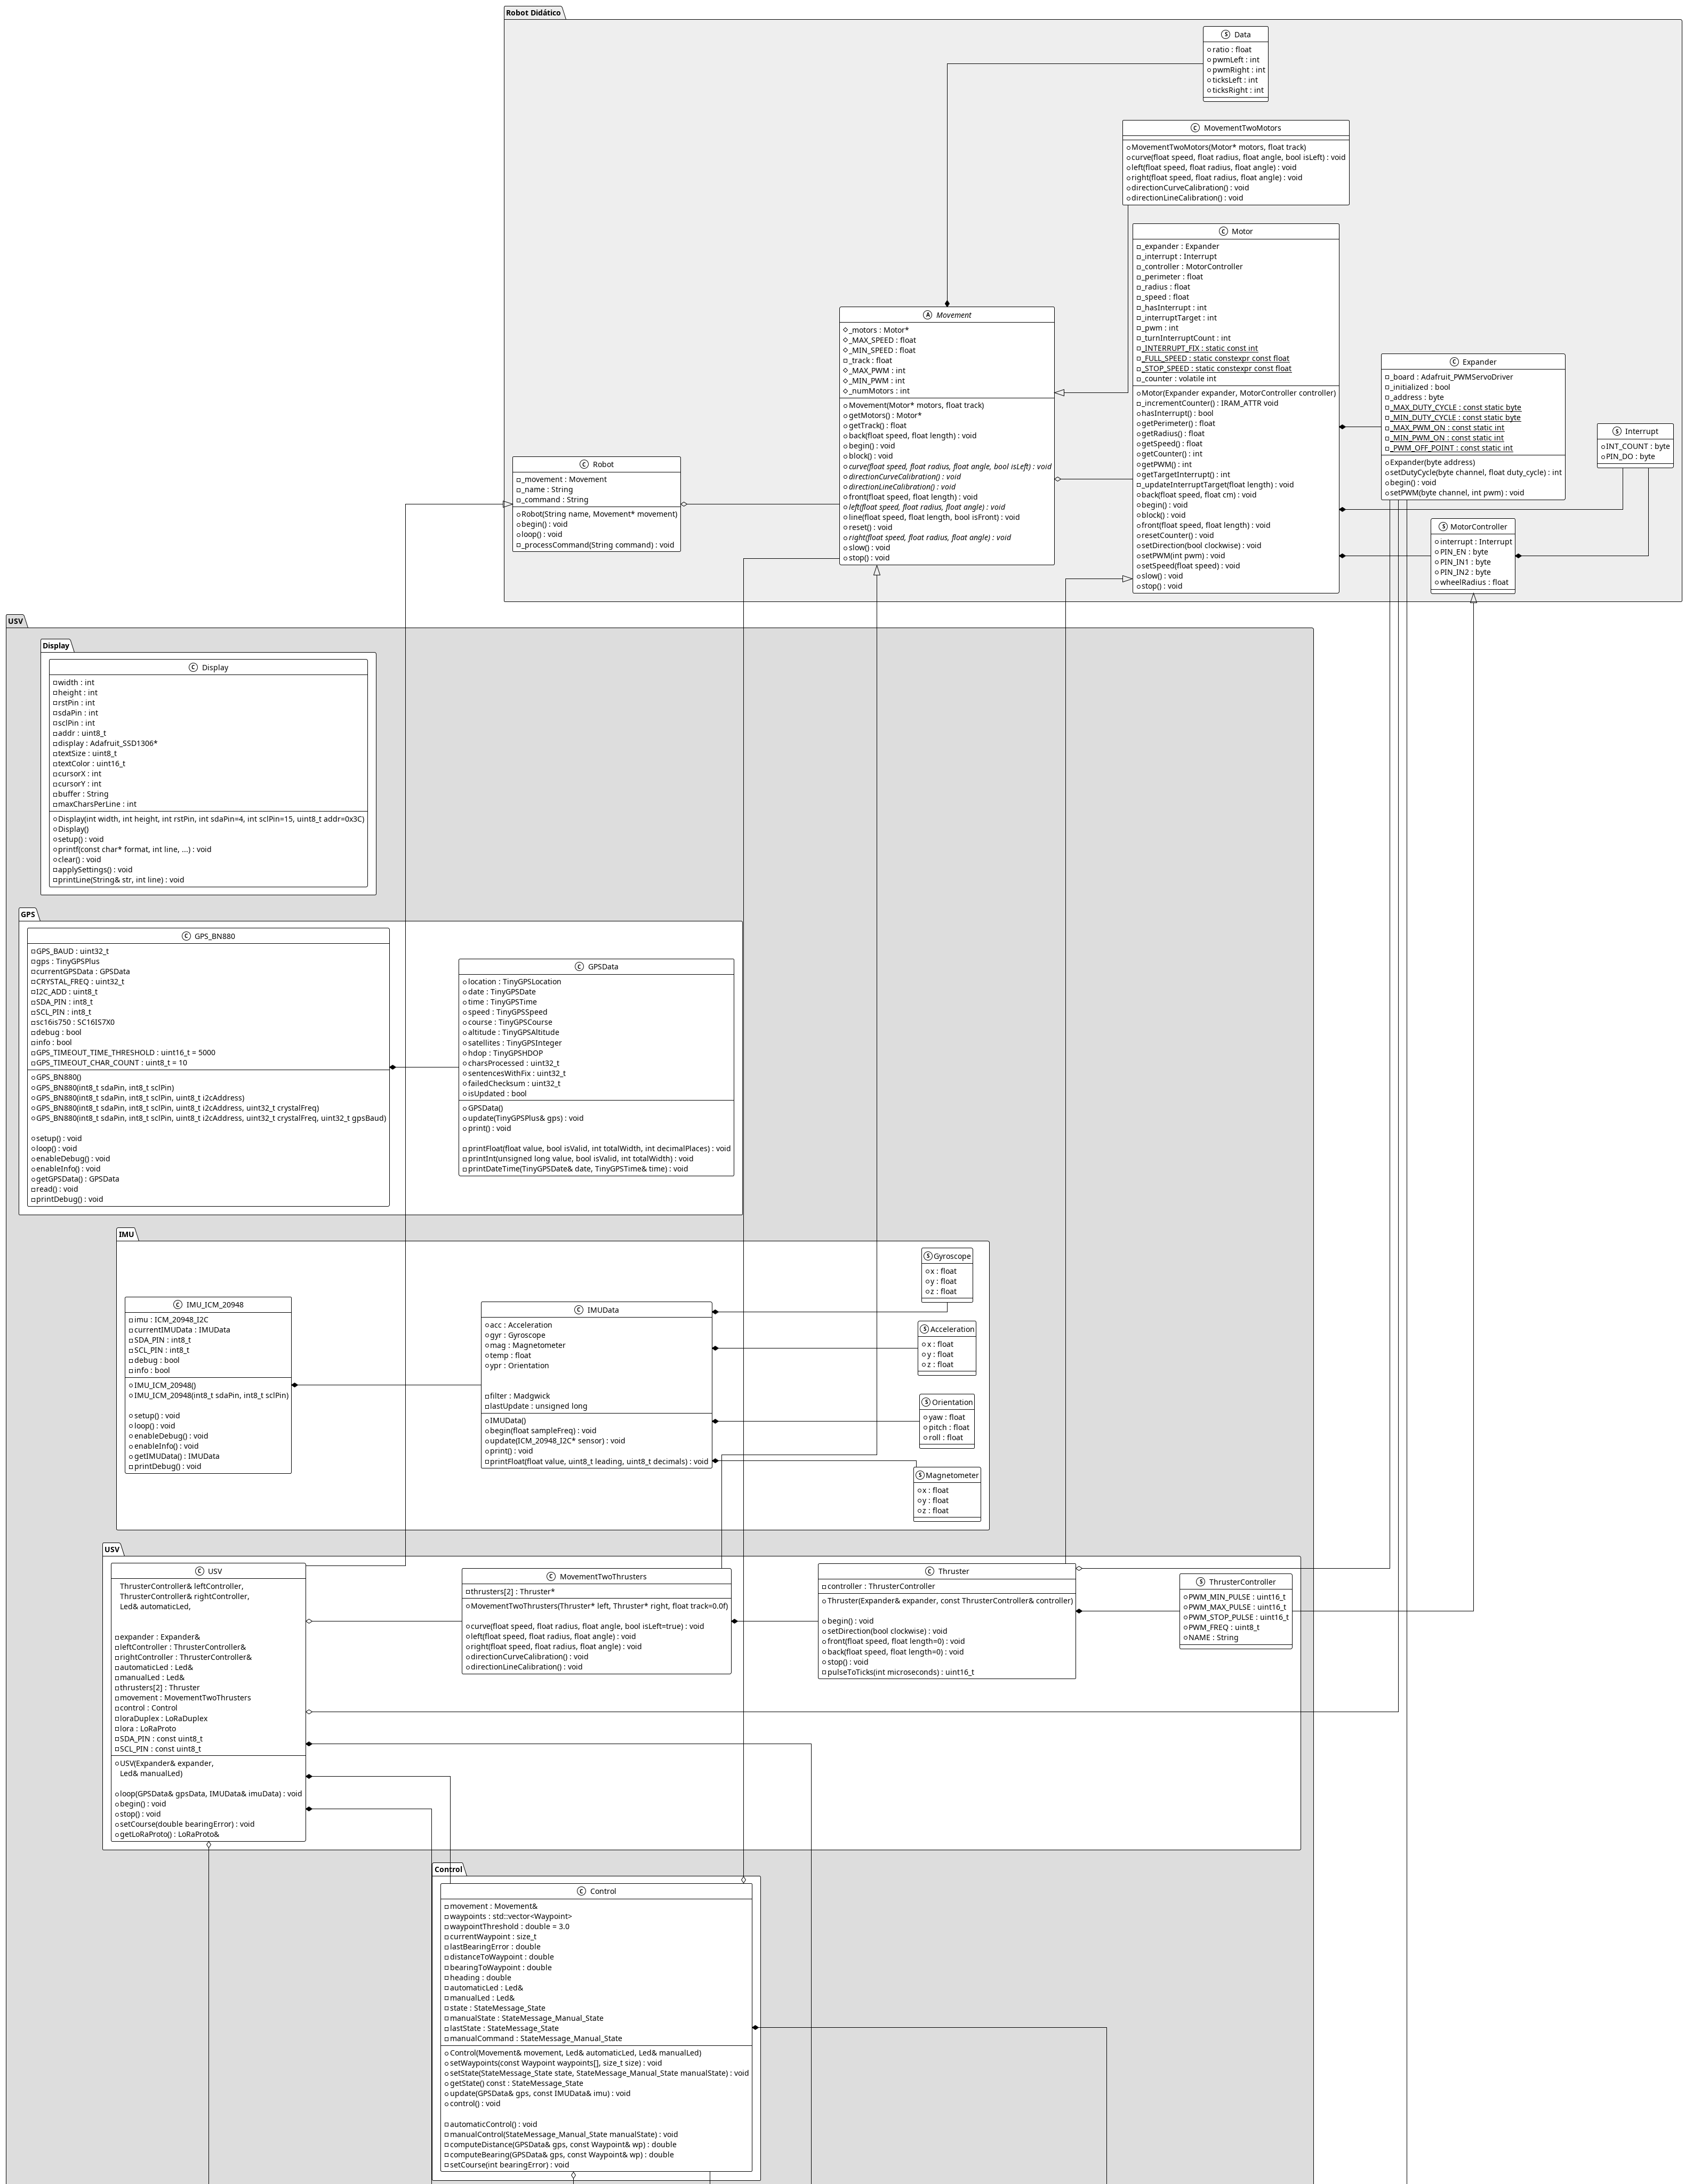 Robot Didático
S Data
ratio : float
pwmLeft : int
pwmRight : int
ticksLeft : int
ticksRight : int
C MovementTwoMotors
MovementTwoMotors(Motor* motors, float track)
curve(float speed, float radius, float angle, bool isLeft) : void
left(float speed, float radius, float angle) : void
right(float speed, float radius, float angle) : void
directionCurveCalibration() : void
directionLineCalibration() : void
C Motor
_expander : Expander
_interrupt : Interrupt
_controller : MotorController
_perimeter : float
_radius : float
_speed : float
_hasInterrupt : int
_interruptTarget : int
_pwm : int
_turnInterruptCount : int
_INTERRUPT_FIX : static const int
_FULL_SPEED : static constexpr const float
_STOP_SPEED : static constexpr const float
_counter : volatile int
Motor(Expander expander, MotorController controller)
_incrementCounter() : IRAM_ATTR void
hasInterrupt() : bool
getPerimeter() : float
getRadius() : float
getSpeed() : float
getCounter() : int
getPWM() : int
getTargetInterrupt() : int
_updateInterruptTarget(float length) : void
back(float speed, float cm) : void
begin() : void
block() : void
front(float speed, float length) : void
resetCounter() : void
setDirection(bool clockwise) : void
setPWM(int pwm) : void
setSpeed(float speed) : void
slow() : void
stop() : void
A Movement
_motors : Motor*
_MAX_SPEED : float
_MIN_SPEED : float
_track : float
_MAX_PWM : int
_MIN_PWM : int
_numMotors : int
Movement(Motor* motors, float track)
getMotors() : Motor*
getTrack() : float
back(float speed, float length) : void
begin() : void
block() : void
curve(float speed, float radius, float angle, bool isLeft) : void
directionCurveCalibration() : void
directionLineCalibration() : void
front(float speed, float length) : void
left(float speed, float radius, float angle) : void
line(float speed, float length, bool isFront) : void
reset() : void
right(float speed, float radius, float angle) : void
slow() : void
stop() : void
C Expander
_board : Adafruit_PWMServoDriver
_initialized : bool
_address : byte
_MAX_DUTY_CYCLE : const static byte
_MIN_DUTY_CYCLE : const static byte
_MAX_PWM_ON : const static int
_MIN_PWM_ON : const static int
_PWM_OFF_POINT : const static int
Expander(byte address)
setDutyCycle(byte channel, float duty_cycle) : int
begin() : void
setPWM(byte channel, int pwm) : void
S Interrupt
INT_COUNT : byte
PIN_DO : byte
C Robot
_movement : Movement
_name : String
_command : String
Robot(String name, Movement* movement)
begin() : void
loop() : void
_processCommand(String command) : void
S MotorController
interrupt : Interrupt
PIN_EN : byte
PIN_IN1 : byte
PIN_IN2 : byte
wheelRadius : float
USV
Display
C Display
width : int
height : int
rstPin : int
sdaPin : int
sclPin : int
addr : uint8_t
display : Adafruit_SSD1306*
textSize : uint8_t
textColor : uint16_t
cursorX : int
cursorY : int
buffer : String
maxCharsPerLine : int
Display(int width, int height, int rstPin, int sdaPin=4, int sclPin=15, uint8_t addr=0x3C)
Display()
setup() : void
printf(const char* format, int line, ...) : void
clear() : void
applySettings() : void
printLine(String& str, int line) : void
GPS
C GPS_BN880
GPS_BAUD : uint32_t
gps : TinyGPSPlus
currentGPSData : GPSData
CRYSTAL_FREQ : uint32_t
I2C_ADD : uint8_t
SDA_PIN : int8_t
SCL_PIN : int8_t
sc16is750 : SC16IS7X0
debug : bool
info : bool
GPS_TIMEOUT_TIME_THRESHOLD : uint16_t = 5000
GPS_TIMEOUT_CHAR_COUNT : uint8_t = 10
GPS_BN880()
GPS_BN880(int8_t sdaPin, int8_t sclPin)
GPS_BN880(int8_t sdaPin, int8_t sclPin, uint8_t i2cAddress)
GPS_BN880(int8_t sdaPin, int8_t sclPin, uint8_t i2cAddress, uint32_t crystalFreq)
GPS_BN880(int8_t sdaPin, int8_t sclPin, uint8_t i2cAddress, uint32_t crystalFreq, uint32_t gpsBaud)
setup() : void
loop() : void
enableDebug() : void
enableInfo() : void
getGPSData() : GPSData
read() : void
printDebug() : void
C GPSData
location : TinyGPSLocation
date : TinyGPSDate
time : TinyGPSTime
speed : TinyGPSSpeed
course : TinyGPSCourse
altitude : TinyGPSAltitude
satellites : TinyGPSInteger
hdop : TinyGPSHDOP
charsProcessed : uint32_t
sentencesWithFix : uint32_t
failedChecksum : uint32_t
isUpdated : bool
GPSData()
update(TinyGPSPlus& gps) : void
print() : void
printFloat(float value, bool isValid, int totalWidth, int decimalPlaces) : void
printInt(unsigned long value, bool isValid, int totalWidth) : void
printDateTime(TinyGPSDate& date, TinyGPSTime& time) : void
IMU
C IMU_ICM_20948
imu : ICM_20948_I2C
currentIMUData : IMUData
SDA_PIN : int8_t
SCL_PIN : int8_t
debug : bool
info : bool
IMU_ICM_20948()
IMU_ICM_20948(int8_t sdaPin, int8_t sclPin)
setup() : void
loop() : void
enableDebug() : void
enableInfo() : void
getIMUData() : IMUData
printDebug() : void
C IMUData
acc : Acceleration
gyr : Gyroscope
mag : Magnetometer
temp : float
ypr : Orientation
filter : Madgwick
lastUpdate : unsigned long
IMUData()
begin(float sampleFreq) : void
update(ICM_20948_I2C* sensor) : void
print() : void
printFloat(float value, uint8_t leading, uint8_t decimals) : void
S Gyroscope
x : float
y : float
z : float
S Acceleration
x : float
y : float
z : float
S Orientation
yaw : float
pitch : float
roll : float
S Magnetometer
x : float
y : float
z : float
USV
C USV
ThrusterController& leftController,
ThrusterController& rightController,
Led& automaticLed,
expander : Expander&
leftController : ThrusterController&
rightController : ThrusterController&
automaticLed : Led&
manualLed : Led&
thrusters[2] : Thruster
movement : MovementTwoThrusters
control : Control
loraDuplex : LoRaDuplex
lora : LoRaProto
SDA_PIN : const uint8_t
SCL_PIN : const uint8_t
USV(Expander& expander,
Led& manualLed)
loop(GPSData& gpsData, IMUData& imuData) : void
begin() : void
stop() : void
setCourse(double bearingError) : void
getLoRaProto() : LoRaProto&
C MovementTwoThrusters
thrusters[2] : Thruster*
MovementTwoThrusters(Thruster* left, Thruster* right, float track=0.0f)
curve(float speed, float radius, float angle, bool isLeft=true) : void
left(float speed, float radius, float angle) : void
right(float speed, float radius, float angle) : void
directionCurveCalibration() : void
directionLineCalibration() : void
C Thruster
controller : ThrusterController
Thruster(Expander& expander, const ThrusterController& controller)
begin() : void
setDirection(bool clockwise) : void
front(float speed, float length=0) : void
back(float speed, float length=0) : void
stop() : void
pulseToTicks(int microseconds) : uint16_t
S ThrusterController
PWM_MIN_PULSE : uint16_t
PWM_MAX_PULSE : uint16_t
PWM_STOP_PULSE : uint16_t
PWM_FREQ : uint8_t
NAME : String
Control
C Control
movement : Movement&
waypoints : std::vector<Waypoint>
waypointThreshold : double = 3.0
currentWaypoint : size_t
lastBearingError : double
distanceToWaypoint : double
bearingToWaypoint : double
heading : double
automaticLed : Led&
manualLed : Led&
state : StateMessage_State
manualState : StateMessage_Manual_State
lastState : StateMessage_State
manualCommand : StateMessage_Manual_State
Control(Movement& movement, Led& automaticLed, Led& manualLed)
setWaypoints(const Waypoint waypoints[], size_t size) : void
setState(StateMessage_State state, StateMessage_Manual_State manualState) : void
getState() const : StateMessage_State
update(GPSData& gps, const IMUData& imu) : void
control() : void
automaticControl() : void
manualControl(StateMessage_Manual_State manualState) : void
computeDistance(GPSData& gps, const Waypoint& wp) : double
computeBearing(GPSData& gps, const Waypoint& wp) : double
setCourse(int bearingError) : void